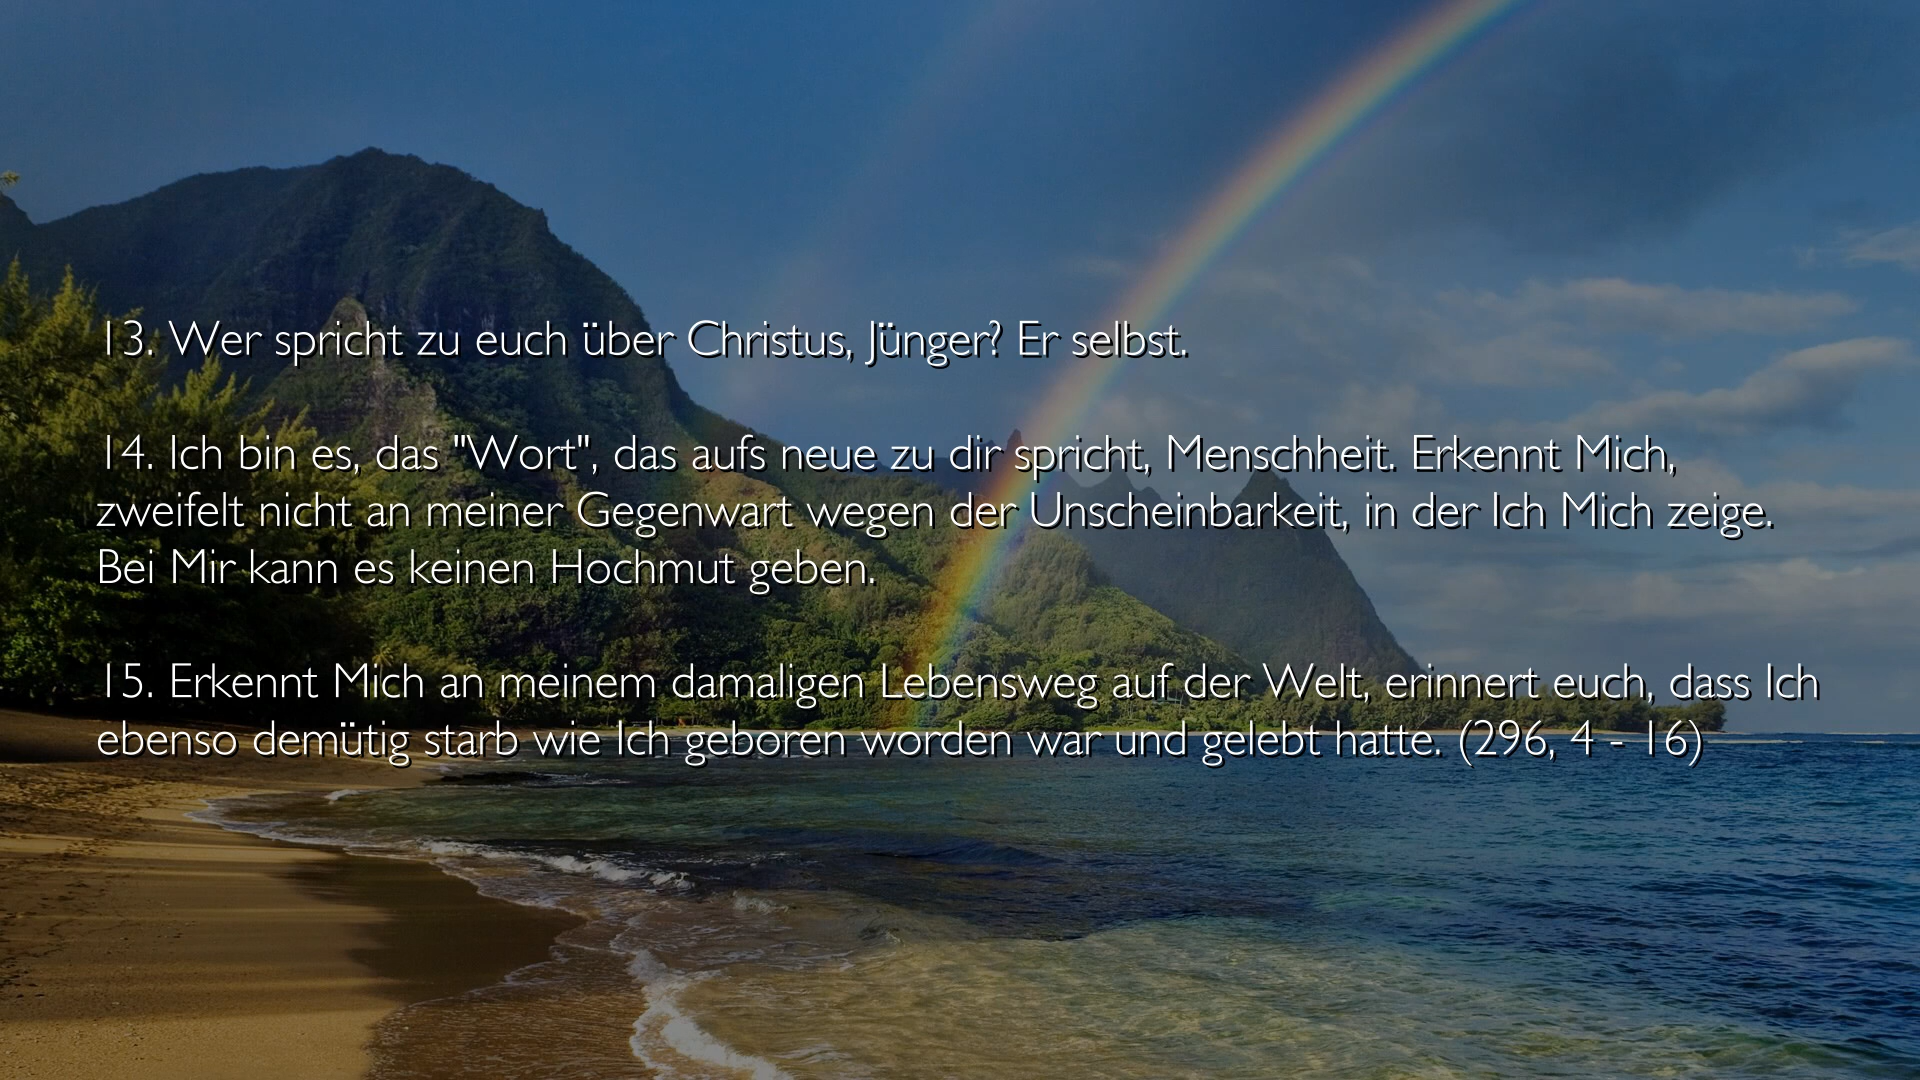 13. Wer spricht zu euch über Christus, Jünger? Er selbst.
14. Ich bin es, das "Wort", das aufs neue zu dir spricht, Menschheit. Erkennt Mich,
zweifelt nicht an meiner Gegenwart wegen der Unscheinbarkeit, in der Ich Mich zeige.
Bei Mir kann es keinen Hochmut geben.
15. Erkennt Mich an meinem damaligen Lebensweg auf der Welt, erinnert euch, dass Ich
ebenso demütig starb wie Ich geboren worden war und gelebt hatte. (296, 4 - 16)